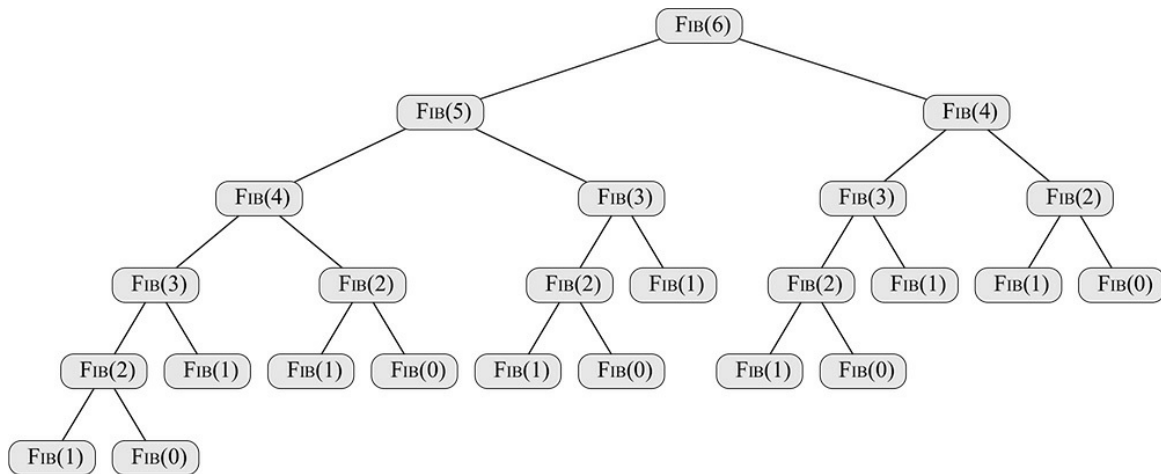 FIB(6)
FIB(5) FIB(4)
FIB(4) FIB(3) FIB(3) FIB(2)
FIB(3) FIB(2) FIB(2) FIB(1) FIB(2) FIB(1) FIB(1) FIB(0)
FIB(2) FIB(1) FIB(1) FIB(0) FIB(1) FIB(0) FIB(1) FIB(0)
FIB(1) FIB(0)